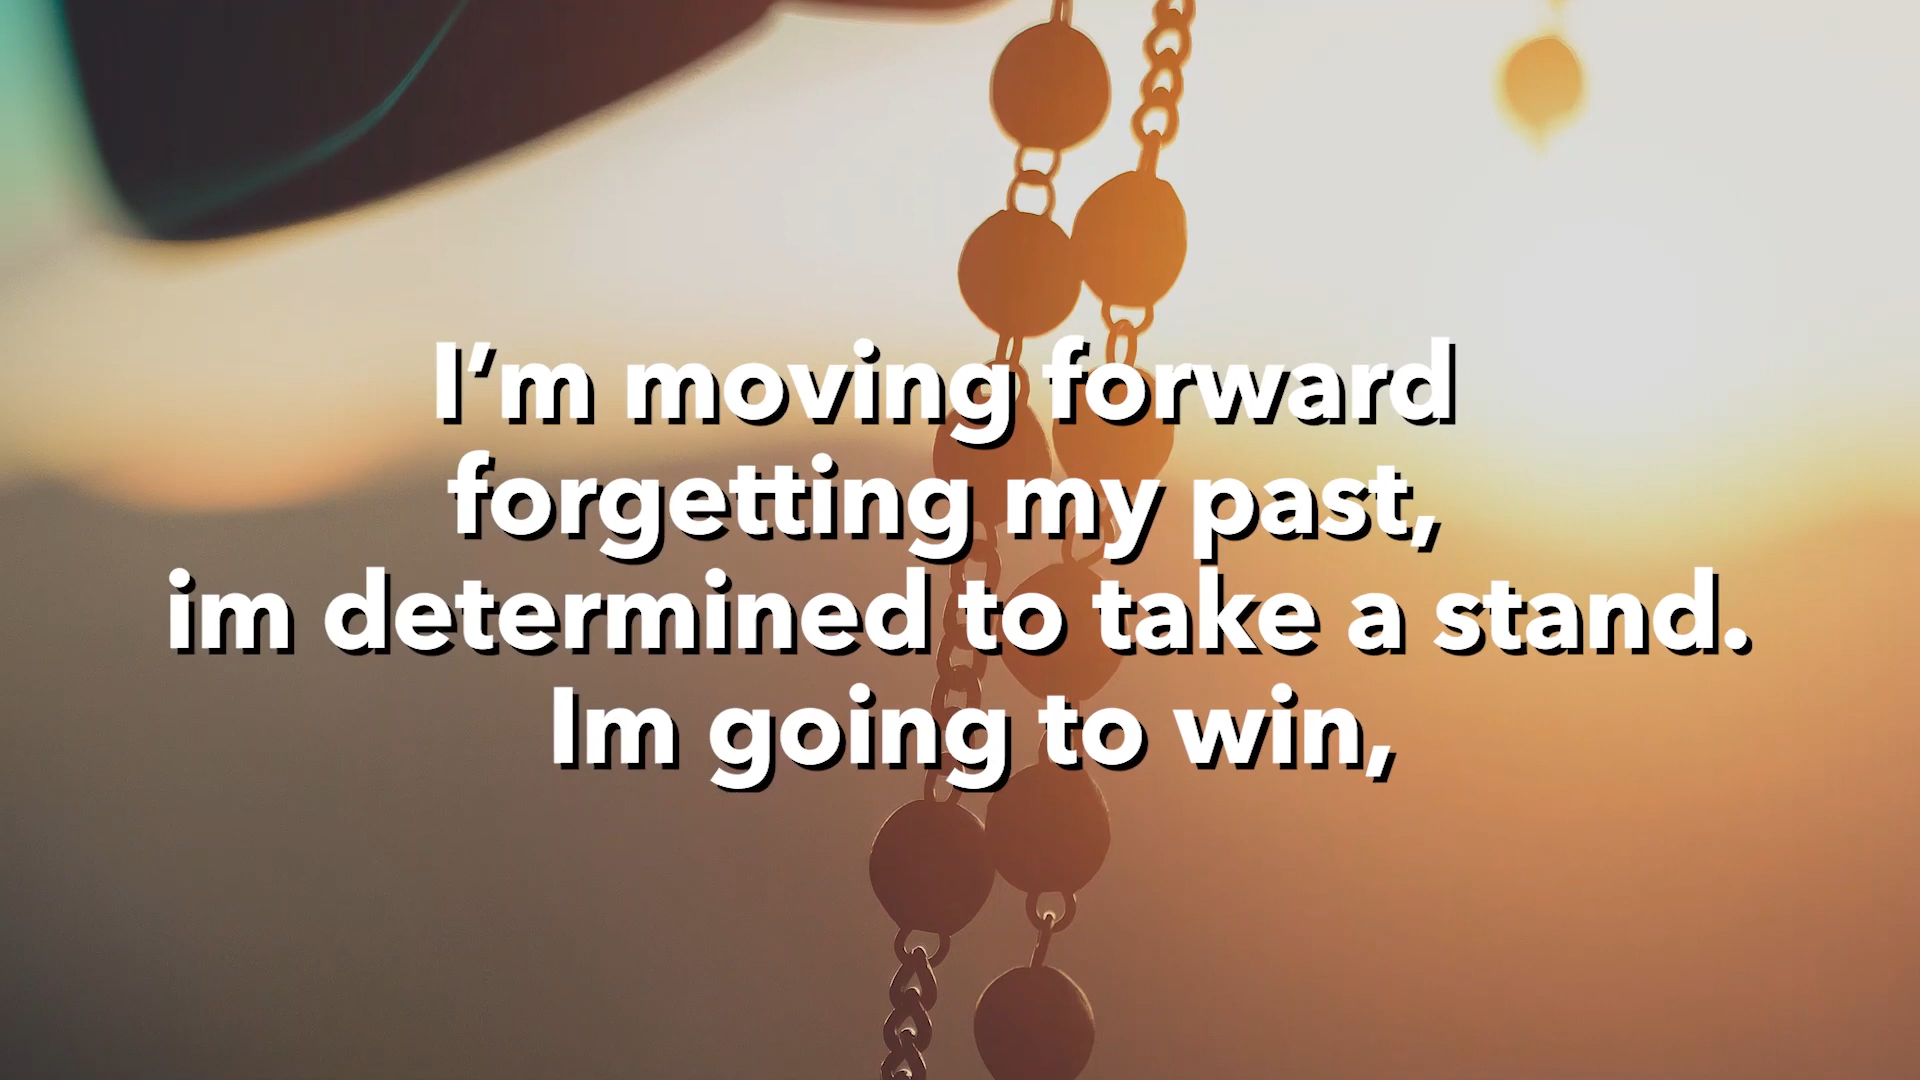 I’m moving forward
forgetting my past,
im determined to take a stand.
Im going to win,